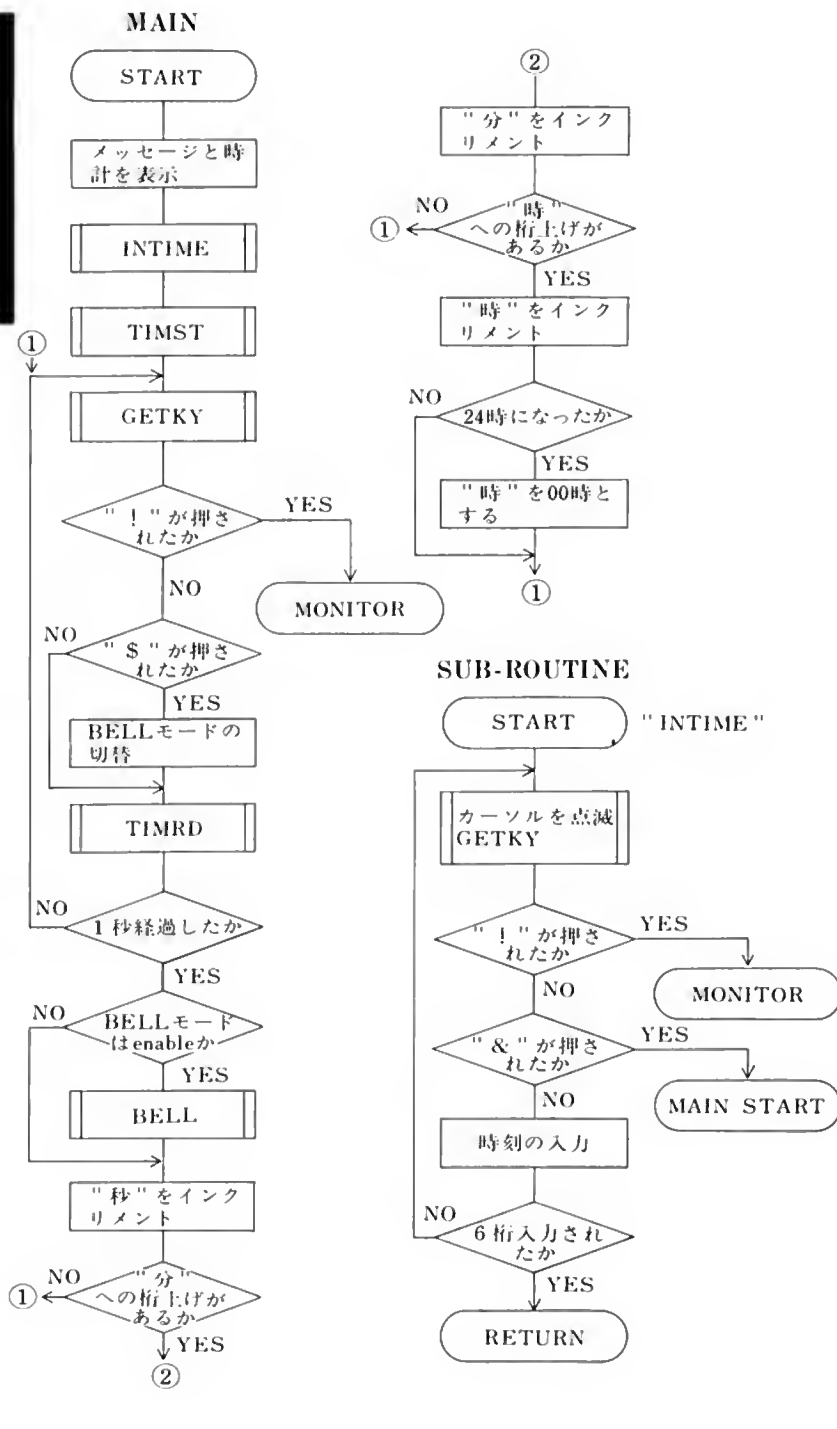 MAIN
START
メッセージと時
計を表示
INTIME
TIMST
①
GETKY
"！"が押さ
れたか
YES
MONITOR
NO
NO
"＄"が押さ
れたか
YES
BELLモードの
切替
TIMRD
NO
1秒経過したか
YES
NO
BELLモード
はenableか
YES
BELL
"秒"をインク
リメント
① NO
"分"
への桁上げが
あるか
YES
②
②
"分"をインク
リメント
① NO
"時"
への桁上げが
あるか
YES
"時"をインク
リメント
NO
24時になったか
YES
"時"を00時と
する
①
SUB-ROUTINE
START "INTIME"
カーソルを点滅
GETKY
"！"が押さ
れたか
YES
MONITOR
NO
"＆"が押さ
れたか
YES
MAIN START
NO
時刻の入力
NO
6桁入力され
たか
YES
RETURN